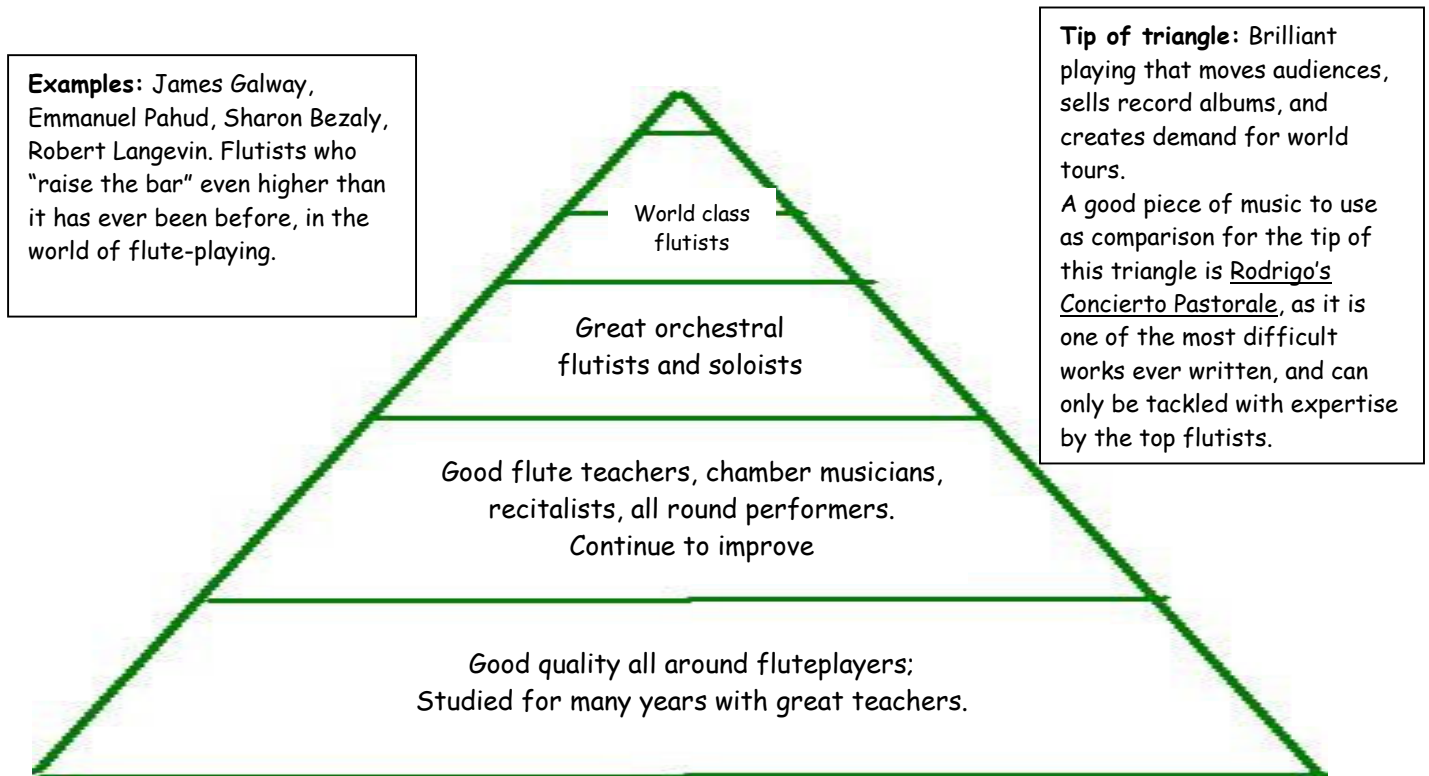 Examples: James Galway,
Emmanuel Pahud, Sharon Bezaly,
Robert Langevin. Flutists who
“raise the bar” even higher than
it has ever been before, in the
world of flute-playing.
Tip of triangle: Brilliant
playing that moves audiences,
sells record albums, and
creates demand for world
tours.
A good piece of music to use
as comparison for the tip of
this triangle is Rodrigo’s
Concierto Pastorale, as it is
one of the most difficult
works ever written, and can
only be tackled with expertise
by the top flutists.
World class
flutists
Great orchestral
flutists and soloists
Good flute teachers, chamber musicians,
recitalists, all round performers.
Continue to improve
Good quality all around fluteplayers;
Studied for many years with great teachers.